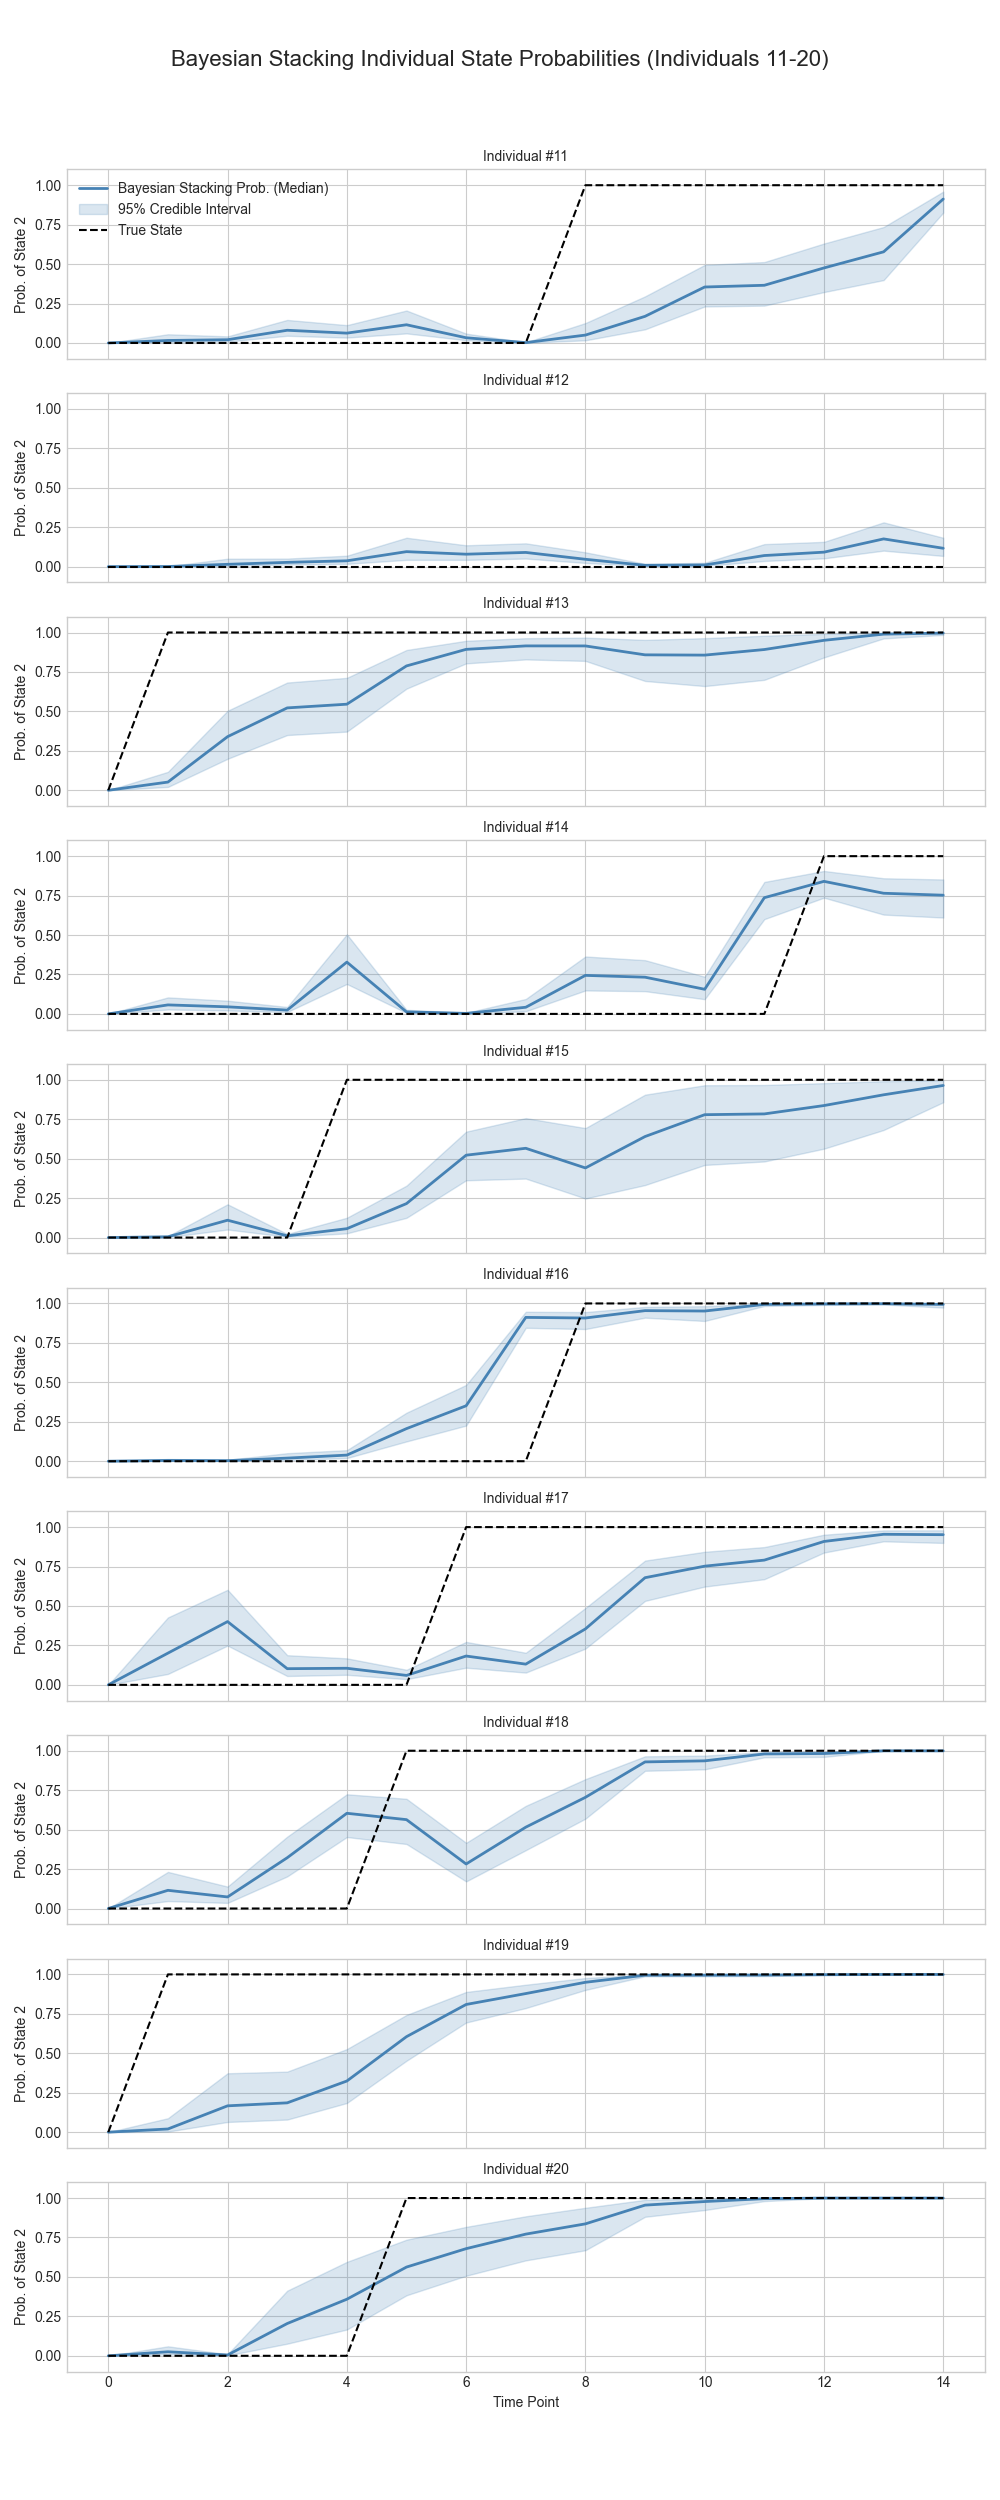 Bayesian Stacking Individual State Probabilities (Individuals 11-20)
Individual #11
Bayesian Stacking Prob. (Median)
95% Credible Interval
True State
1.00
0.75
0.50
0.25
0.00
Prob. of State 2
Individual #12
1.00
0.75
0.50
0.25
0.00
Prob. of State 2
Individual #13
1.00
0.75
0.50
0.25
0.00
Prob. of State 2
Individual #14
1.00
0.75
0.50
0.25
0.00
Prob. of State 2
Individual #15
1.00
0.75
0.50
0.25
0.00
Prob. of State 2
Individual #16
1.00
0.75
0.50
0.25
0.00
Prob. of State 2
Individual #17
1.00
0.75
0.50
0.25
0.00
Prob. of State 2
Individual #18
1.00
0.75
0.50
0.25
0.00
Prob. of State 2
Individual #19
1.00
0.75
0.50
0.25
0.00
Prob. of State 2
Individual #20
1.00
0.75
0.50
0.25
0.00
Prob. of State 2
0 2 4 6 8 10 12 14
Time Point